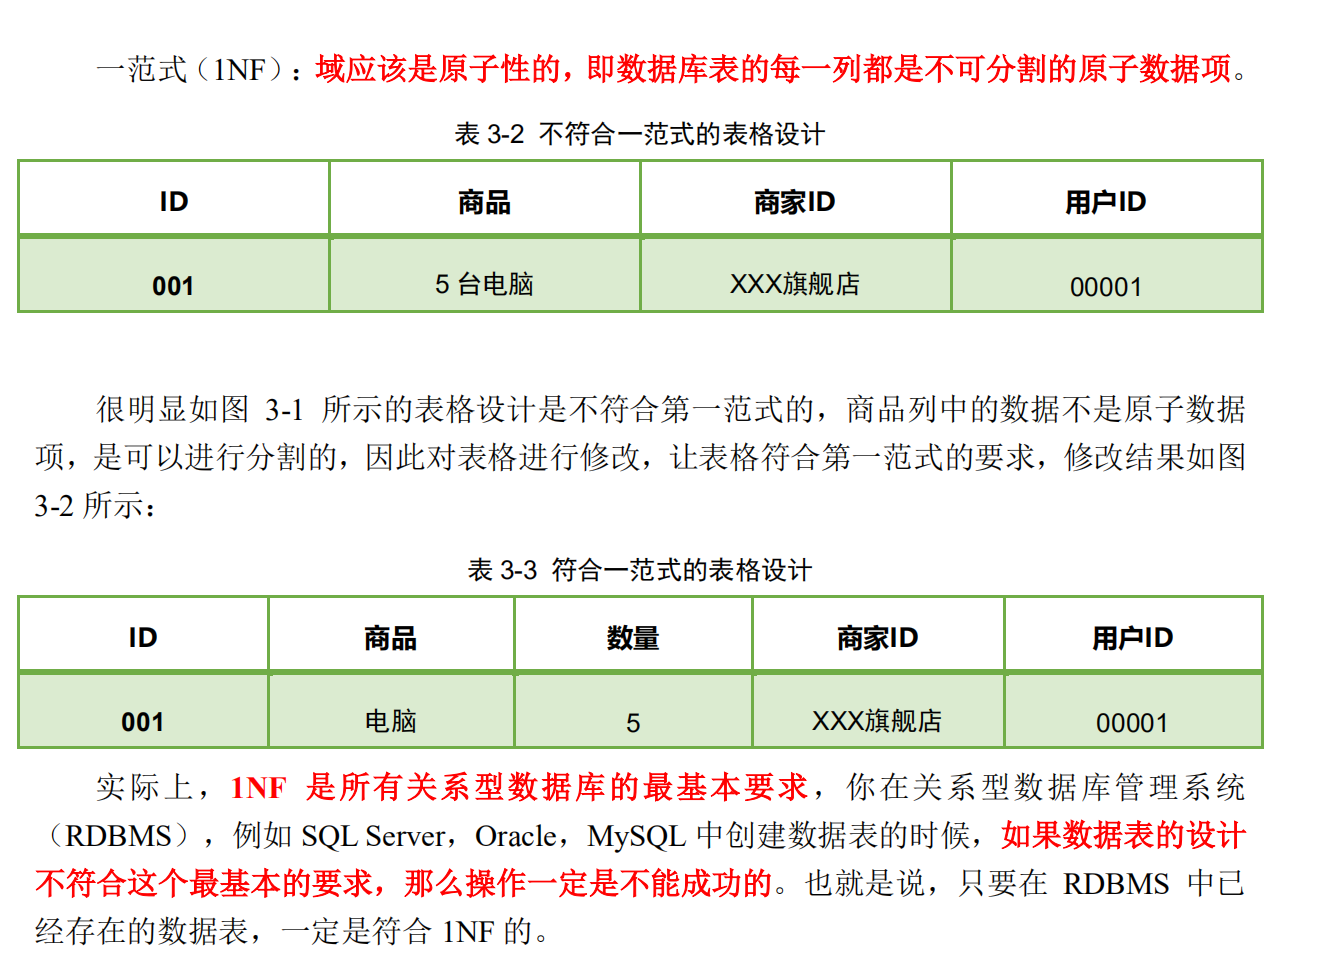 一范式（1NF）：域应该是原子性的，即数据库表的每一列都是不可分割的原子数据项。
表 3-2 不符合一范式的表格设计
ID 商品 商家ID 用户ID
001 5 台电脑 XXX旗舰店 00001
很明显如图 3-1 所示的表格设计是不符合第一范式的，商品列中的数据不是原子数据
项，是可以进行分割的，因此对表格进行修改，让表格符合第一范式的要求，修改结果如图
3-2 所示：
表 3-3 符合一范式的表格设计
ID 商品 数量 商家ID 用户ID
001 电脑 5 XXX旗舰店 00001
实际上，1NF 是所有关系型数据库的最基本要求，你在关系型数据库管理系统
（RDBMS），例如 SQL Server，Oracle，MySQL 中创建数据表的时候，如果数据表的设计
不符合这个最基本的要求，那么操作一定是不能成功的。也就是说，只要在 RDBMS 中已
经存在的数据表，一定是符合 1NF 的。